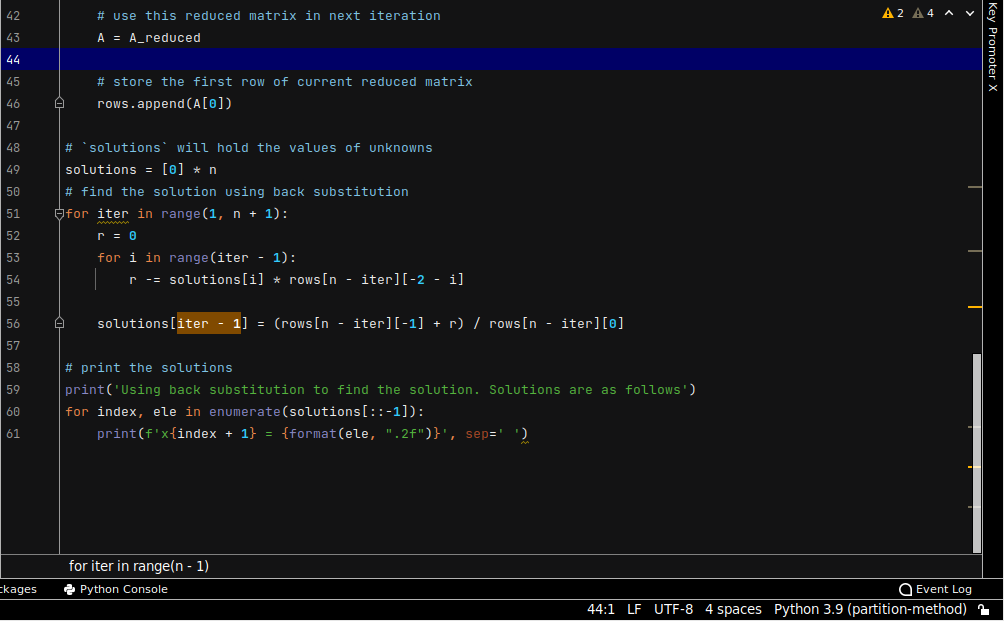 42        # use this reduced matrix in next iteration
43        A = A_reduced
44
45        # store the first row of current reduced matrix
46        rows.append(A[0])
47
48    # `solutions` will hold the values of unknowns
49    solutions = [0] * n
50    # find the solution using back substitution
51    for iter in range(1, n + 1):
52        r = 0
53        for i in range(iter - 1):
54            r -= solutions[i] * rows[n - iter][-2 - i]
55
56        solutions[iter - 1] = (rows[n - iter][-1] + r) / rows[n - iter][0]
57
58    # print the solutions
59    print('Using back substitution to find the solution. Solutions are as follows')
60    for index, ele in enumerate(solutions[::-1]):
61        print(f'x{index + 1} = {format(ele, ".2f")}', sep=' ')
2 4
Key Promoter X
for iter in range(n - 1)
ckages Python Console Event Log
44:1 LF UTF-8 4 spaces Python 3.9 (partition-method)